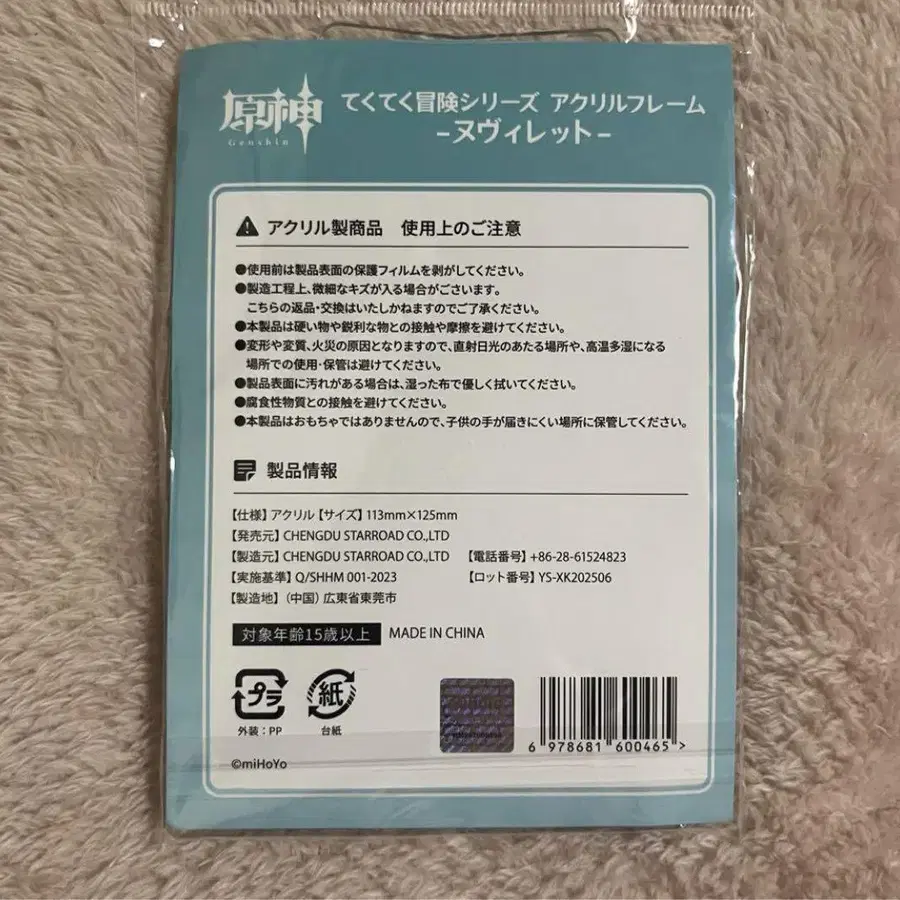 原神
Genshin
てくてく冒険シリーズ アクリルフレーム
-ヌヴィレット-
アクリル製商品 使用上のご注意
●使用前は製品表面の保護フィルムを剥がしてください。
●製造工程上、微細なキズが入る場合がございます。
こちらの返品・交換はいたしかねますのでご了承ください。
●本製品は硬い物や鋭利な物との接触や摩擦を避けてください。
●変形や変質、火災の原因となりますので、直射日光のあたる場所や、高温多湿になる
場所での使用・保管は避けてください。
●製品表面に汚れがある場合は、湿った布で優しく拭いてください。
●腐食性物質との接触を避けてください。
●本製品はおもちゃではありませんので、子供の手が届きにくい場所に保管してください。
製品情報
【仕様】アクリル【サイズ】113mm×125mm
【発売元】CHENGDU STARROAD CO.,LTD
【製造元】CHENGDU STARROAD CO.,LTD 【電話番号】+86-28-61524823
【実施基準】Q/SHHM 001-2023 【ロット番号】YS-XK202506
【製造地】（中国）広東省東莞市
対象年齢15歳以上 MADE IN CHINA
プラ 紙
外装：PP 台紙
6 978681 600465 >
©miHoYo